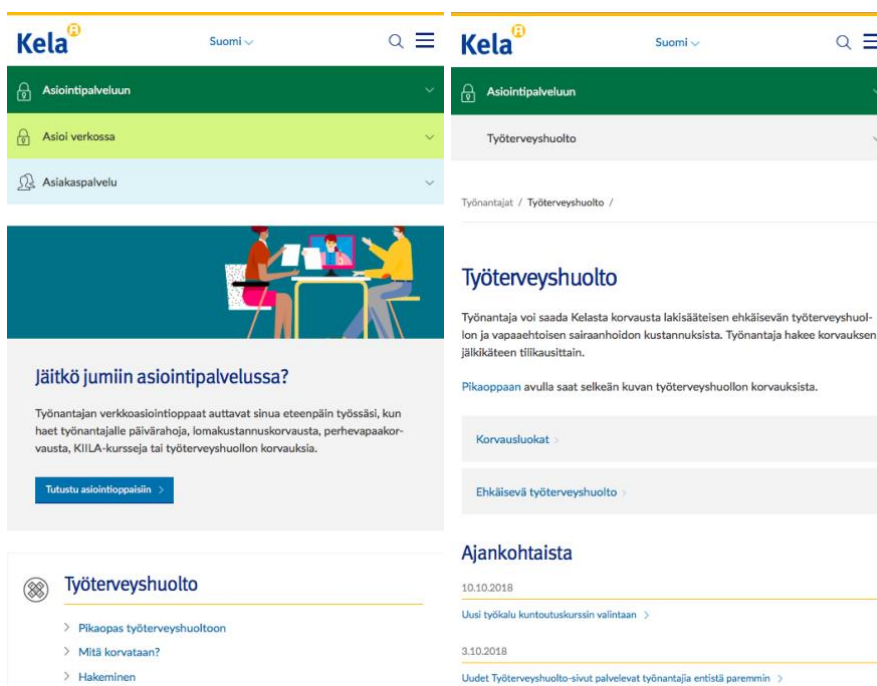 Kela
Suomi
Asiointipalveluun
Asioi verkossa
Asiakaspalvelu
Jäitkö jumiin asiointipalvelussa?
Työnantajan verkkoasiointioppaat auttavat sinua eteenpäin työssäsi, kun
haet työnantajalle päivärahoja, lomakustannuskorvausta, perhevapaakor-
vausta, KIILA-kursseja tai työterveyshuollon korvauksia.
Tutustu asiointioppaisiin
Työterveyshuolto
Pikaopas työterveyshuoltoon
Mitä korvataan?
Hakeminen
Kela
Suomi
Asiointipalveluun
Työterveyshuolto
Työnantajat / Työterveyshuolto /
Työterveyshuolto
Työnantaja voi saada Kelasta korvausta lakisääteisen ehkäisevän työterveyshuol-
lon ja vapaaehtoisen sairaanhoidon kustannuksista. Työnantaja hakee korvauksen
jälkikäteen tilikausittain.
Pikaoppaan avulla saat selkeän kuvan työterveyshuollon korvauksista.
Korvausluokat
Ehkäisevä työterveyshuolto
Ajankohtaista
10.10.2018
Uusi työkalu kuntoutuskurssin valintaan
3.10.2018
Uudet Työterveyshuolto-sivut palvelevat työnantajia entistä paremmin